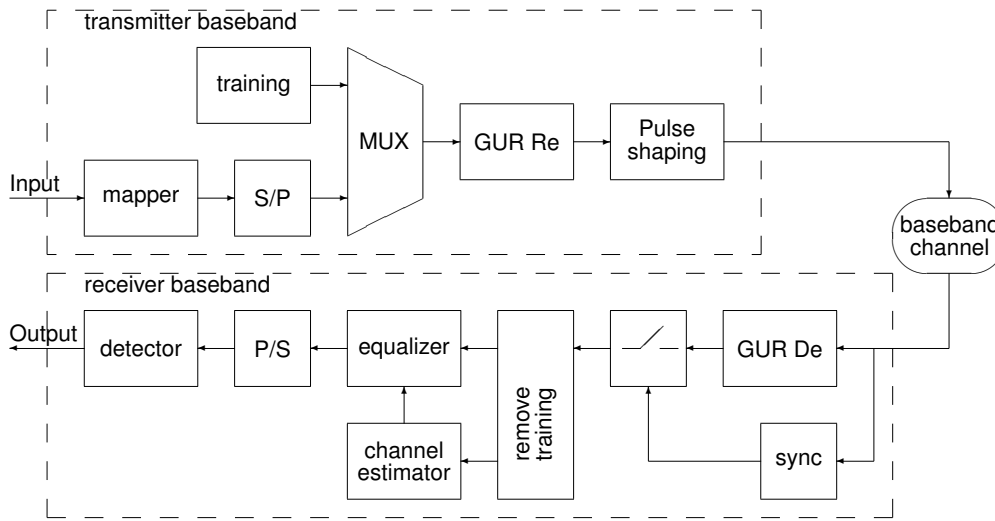 transmitter baseband
training
MUX
GUR Re
Pulse
shaping
Input
mapper
S/P
baseband
channel
receiver baseband
Output
detector
P/S
equalizer
remove
training
GUR De
channel
estimator
sync